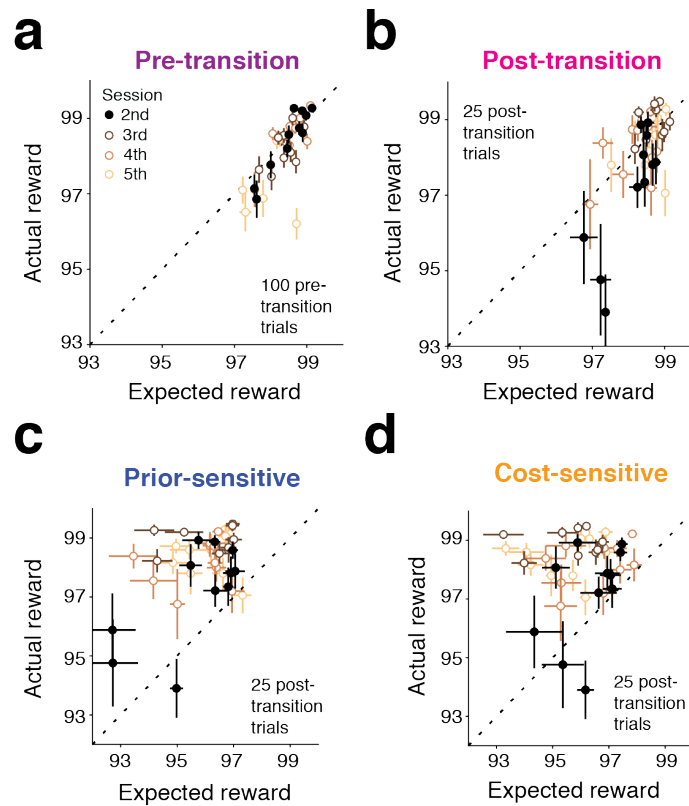 a
Pre-transition
Session
2nd
3rd
4th
5th
99
97
95
93
Actual reward
100 pre-
transition
trials
93
95
97
99
Expected reward
b
Post-transition
25 post-
transition
trials
99
97
95
93
Actual reward
93
95
97
99
Expected reward
c
Prior-sensitive
99
97
95
93
Actual reward
25 post-
transition
trials
93
95
97
99
Expected reward
d
Cost-sensitive
99
97
95
93
Actual reward
25 post-
transition
trials
93
95
97
99
Expected reward